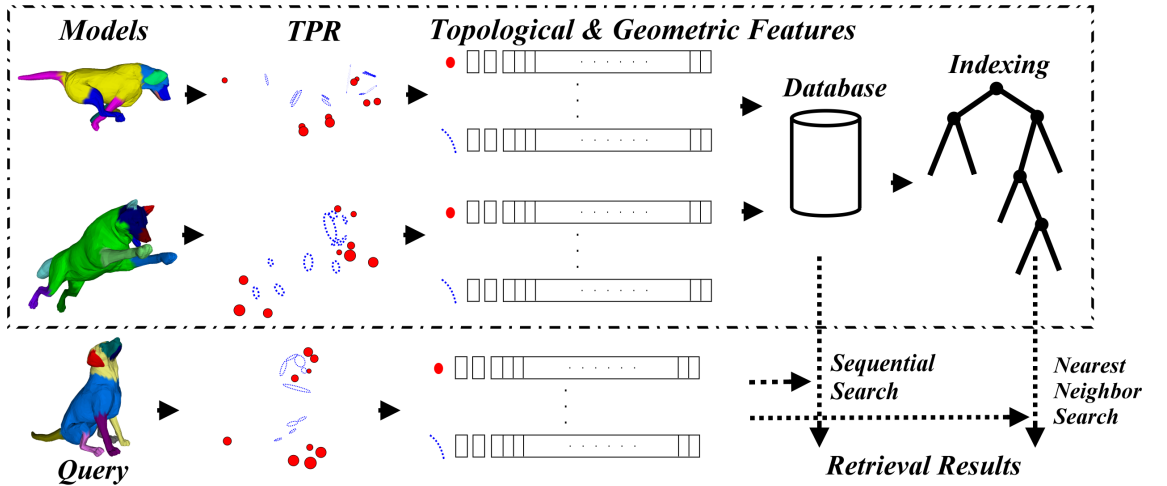 Models
TPR
Topological & Geometric Features
Database
Indexing
Sequential
Search
Nearest
Neighbor
Search
Query
Retrieval Results